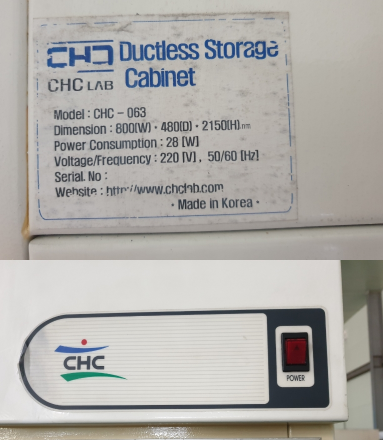 CHC Ductless Storage
CHC LAB Cabinet
Model : CHC - 063
Dimension : 800(W) · 480(D) · 2150(H)mm
Power Consumption : 28 [W]
Voltage/Frequency : 220 [V], 50/60 [Hz]
Serial. No :
Website : http://www.chclab.com
· Made in Korea ·
CHC
POWER